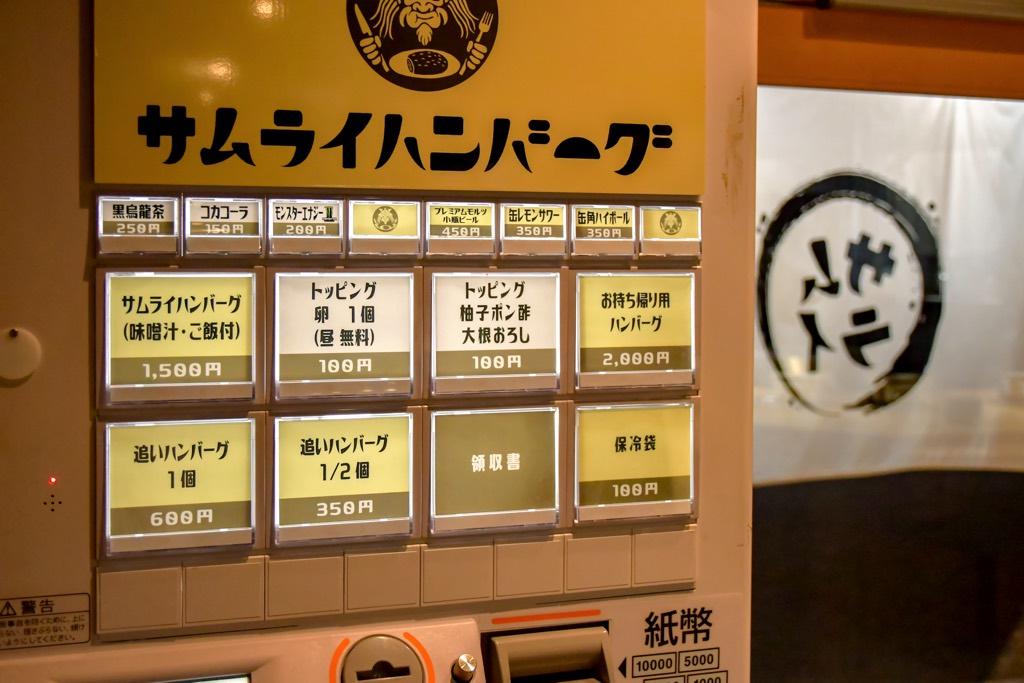 サムライハンバーグ
黒烏龍茶
250円
コカコーラ
150円
モンスターエナジー
200円
プレミアムモルツ
小瓶ビール
450円
缶レモンサワー
350円
缶角ハイボール
350円
サムライハンバーグ
(味噌汁・ご飯付)
1,500円
トッピング
卵 1個
(昼 無料)
100円
トッピング
柚子ポン酢
大根おろし
100円
お持ち帰り用
ハンバーグ
2,000円
追いハンバーグ
1個
600円
追いハンバーグ
1/2個
350円
領収書
保冷袋
100円
サムライ
警告
紙幣
10000 5000